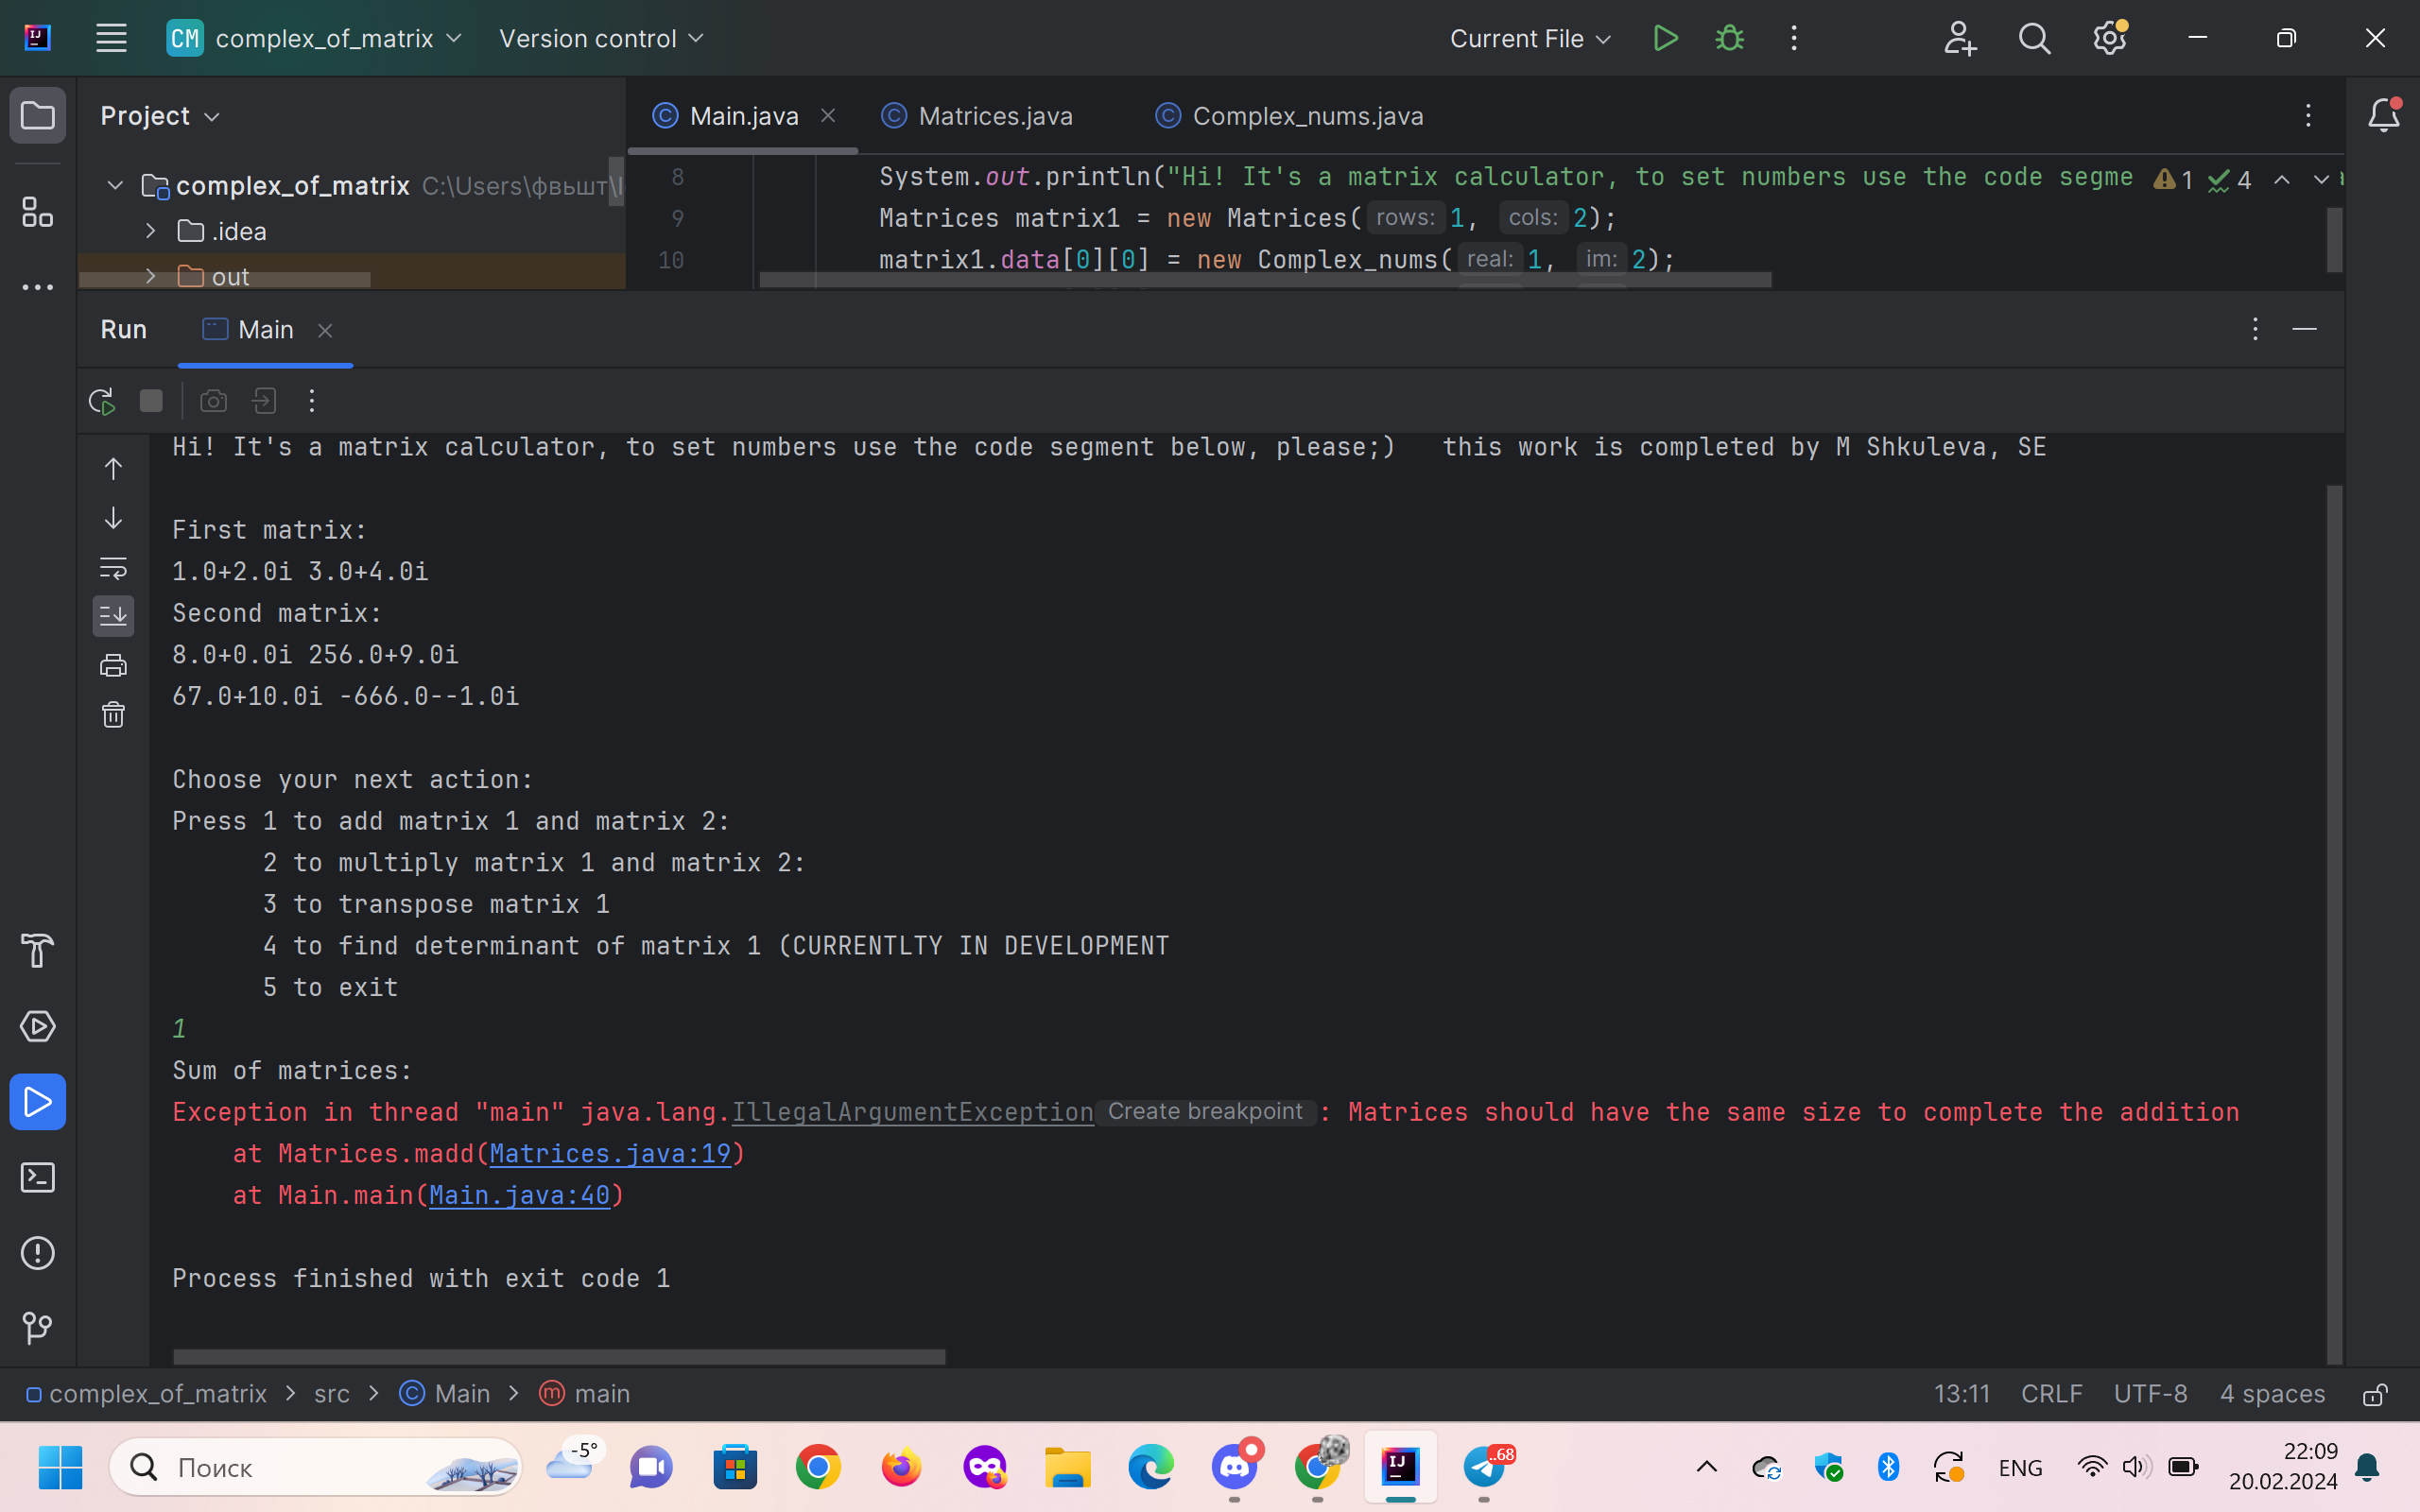 CM complex_of_matrix Version control Current File
Project
Main.java Matrices.java Complex_nums.java
complex_of_matrix C:\Users\фвьшт\
.idea
out
8 System.out.println("Hi! It's a matrix calculator, to set numbers use the code segme 1 4
9 Matrices matrix1 = new Matrices( rows: 1, cols: 2);
10 matrix1.data[0][0] = new Complex_nums( real: 1, im: 2);
Run Main
Hi! It's a matrix calculator, to set numbers use the code segment below, please;) this work is completed by M Shkuleva, SE
First matrix:
1.0+2.0i 3.0+4.0i
Second matrix:
8.0+0.0i 256.0+9.0i
67.0+10.0i -666.0--1.0i
Choose your next action:
Press 1 to add matrix 1 and matrix 2:
2 to multiply matrix 1 and matrix 2:
3 to transpose matrix 1
4 to find determinant of matrix 1 (CURRENTLTY IN DEVELOPMENT
5 to exit
1
Sum of matrices:
Exception in thread "main" java.lang.IllegalArgumentException Create breakpoint : Matrices should have the same size to complete the addition
at Matrices.madd(Matrices.java:19)
at Main.main(Main.java:40)
Process finished with exit code 1
complex_of_matrix > src > Main > main 13:11 CRLF UTF-8 4 spaces
Поиск -5° IJ ..68 ENG 22:09
20.02.2024